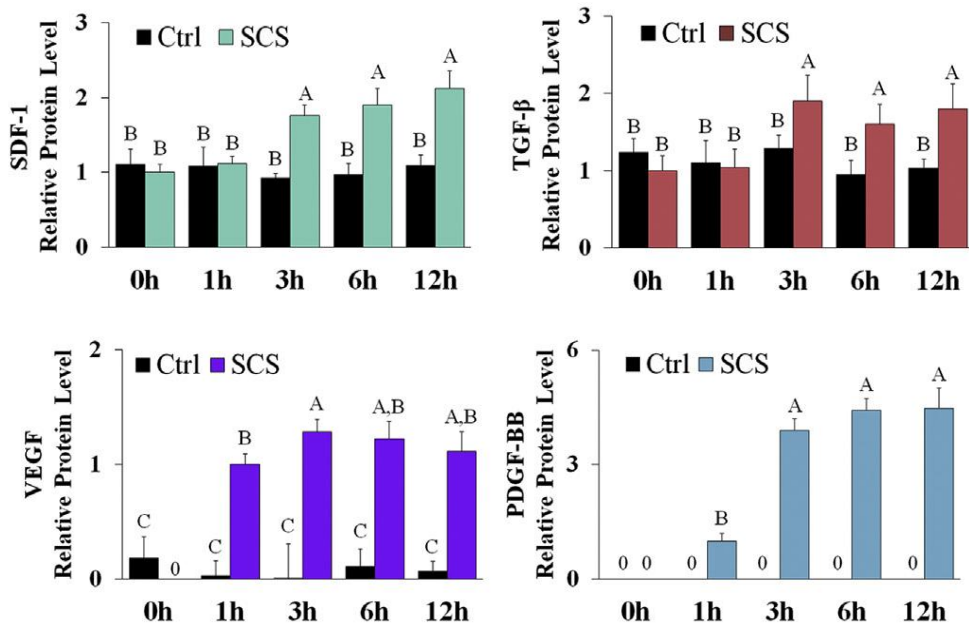 3
Ctrl SCS
2
1
0
SDF-1
Relative Protein Level
B B B B B A B A B A
0h 1h 3h 6h 12h
3
Ctrl SCS
2
1
0
TGF-β
Relative Protein Level
B B B B B A B A B A
0h 1h 3h 6h 12h
2
Ctrl SCS
1
0
VEGF
Relative Protein Level
C 0 C B C A C A,B C A,B
0h 1h 3h 6h 12h
6
Ctrl SCS
3
0
PDGF-BB
Relative Protein Level
0 0 0 B 0 A 0 A 0 A
0h 1h 3h 6h 12h